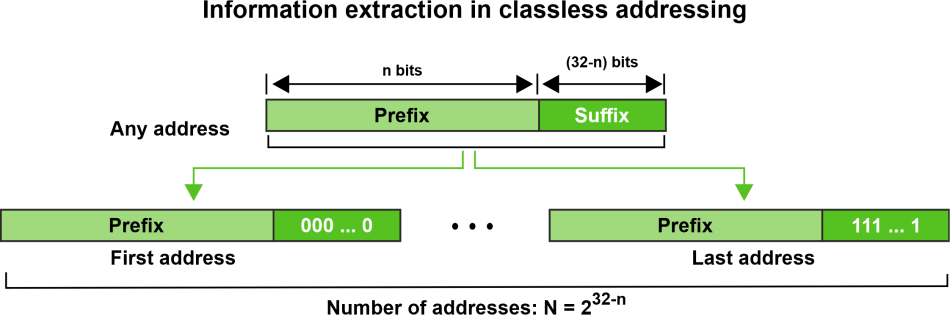 Information extraction in classless addressing
n bits
(32-n) bits
Prefix
Suffix
Any address
Prefix
000 ... 0
• • •
Prefix
111 ... 1
First address
Last address
Number of addresses: N = 2^32-n